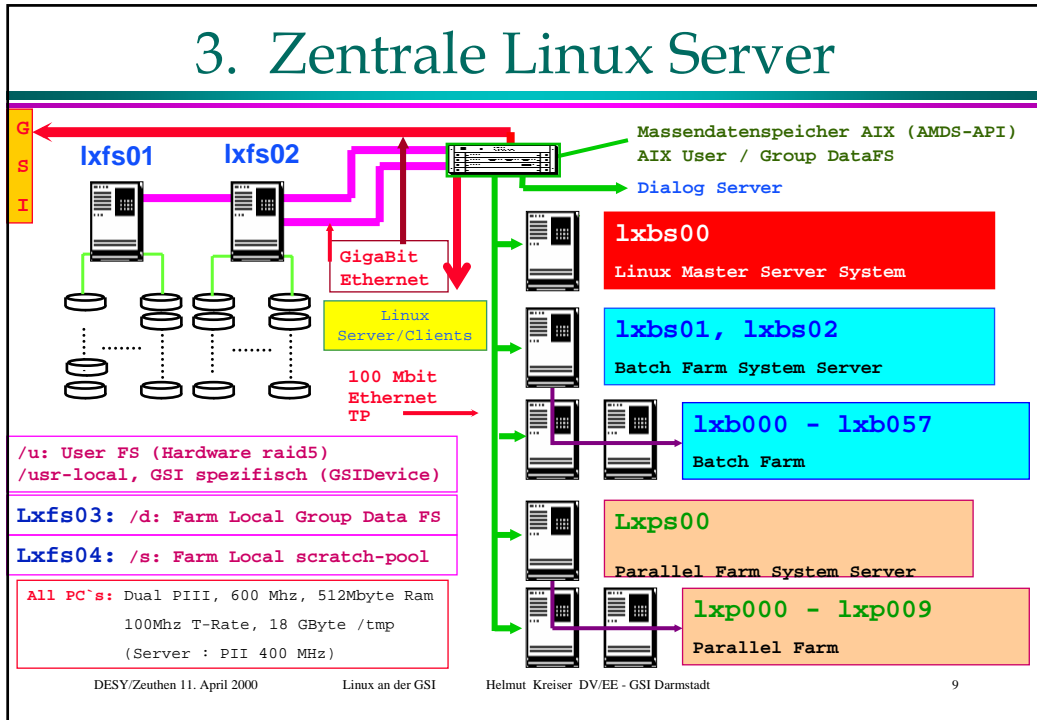 3. Zentrale Linux Server
G
S
I
lxfs01
lxfs02
Massendatenspeicher AIX (AMDS-API)
AIX User / Group DataFS
Dialog Server
GigaBit
Ethernet
Linux
Server/Clients
100 Mbit
Ethernet
TP
lxbs00
Linux Master Server System
lxbs01, lxbs02
Batch Farm System Server
lxb000 - lxb057
Batch Farm
Lxps00
Parallel Farm System Server
lxp000 - lxp009
Parallel Farm
/u: User FS (Hardware raid5)
/usr-local, GSI spezifisch (GSIDevice)
Lxfs03: /d: Farm Local Group Data FS
Lxfs04: /s: Farm Local scratch-pool
All PC`s: Dual PIII, 600 Mhz, 512Mbyte Ram
100Mhz T-Rate, 18 GByte /tmp
(Server : PII 400 MHz)
DESY/Zeuthen 11. April 2000 Linux an der GSI Helmut Kreiser DV/EE - GSI Darmstadt 9